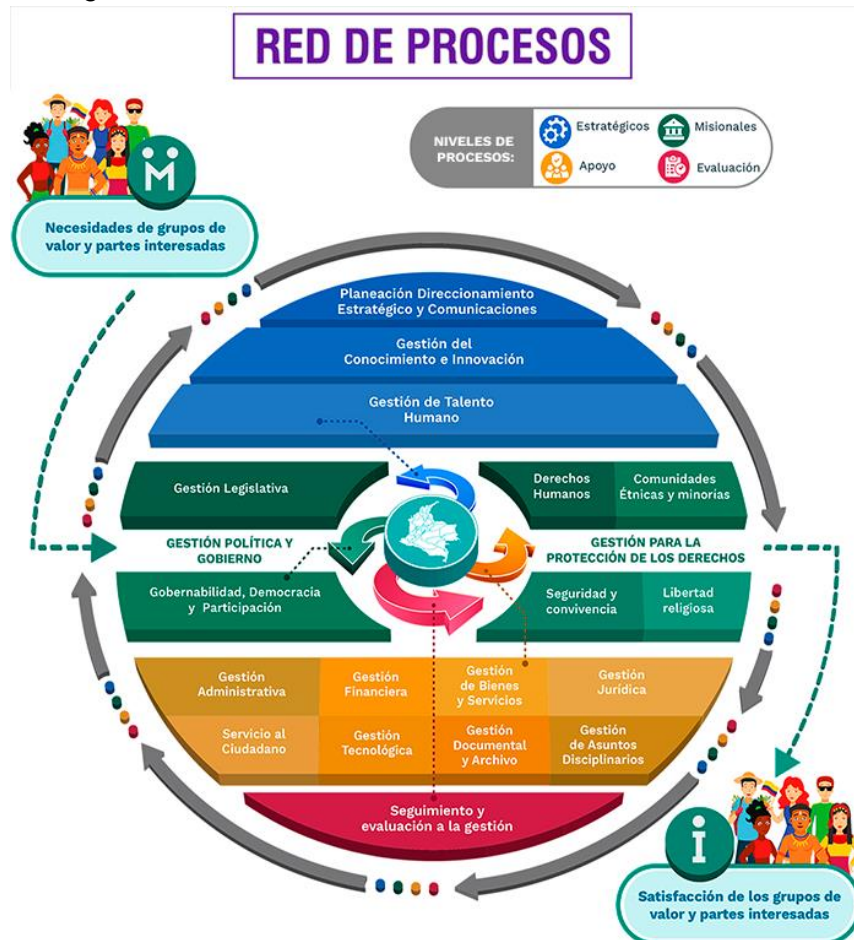 RED DE PROCESOS
NIVELES DE
PROCESOS:
Estratégicos
Misionales
Apoyo
Evaluación
M
Necesidades de grupos de
valor y partes interesadas
Planeación Direccionamiento
Estratégico y Comunicaciones
Gestión del
Conocimiento e Innovación
Gestión de Talento
Humano
Gestión Legislativa
Derechos
Humanos
Comunidades
Étnicas y minorías
GESTIÓN POLÍTICA Y
GOBIERNO
GESTIÓN PARA LA
PROTECCIÓN DE LOS DERECHOS
Gobernabilidad, Democracia
y Participación
Seguridad y
convivencia
Libertad
religiosa
Gestión
Administrativa
Gestión
Financiera
Gestión
de Bienes
y Servicios
Gestión
Jurídica
Servicio al
Ciudadano
Gestión
Tecnológica
Gestión
Documental
y Archivo
Gestión
de Asuntos
Disciplinarios
Seguimiento y
evaluación a la gestión
i
Satisfacción de los grupos de
valor y partes interesadas